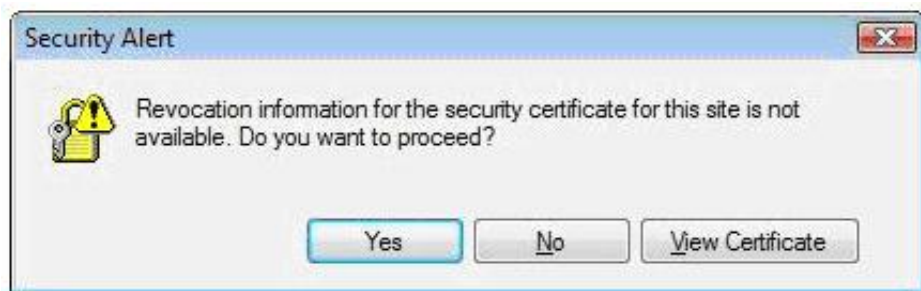 Security Alert
Revocation information for the security certificate for this site is not
available. Do you want to proceed?
Yes
No
View Certificate